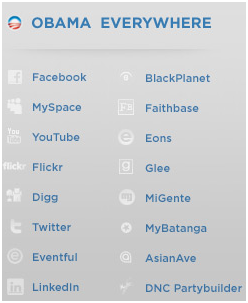 OBAMA EVERYWHERE
Facebook
BlackPlanet
MySpace
Faithbase
YouTube
Eons
flickr Flickr
Glee
Digg
MiGente
Twitter
MyBatanga
Eventful
AsianAve
LinkedIn
DNC Partybuilder